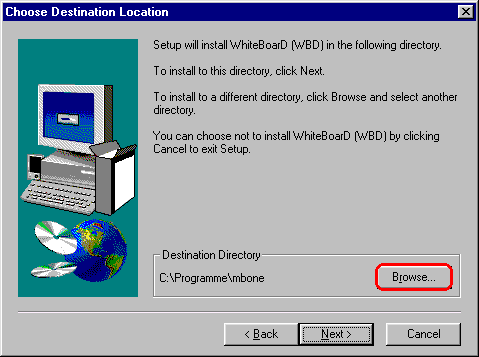 Choose Destination Location
Setup will install WhiteBoarD (WBD) in the following directory.
To install to this directory, click Next.
To install to a different directory, click Browse and select another
directory.
You can choose not to install WhiteBoarD (WBD) by clicking
Cancel to exit Setup.
Destination Directory
C:\Programme\mbone
Browse...
< Back
Next >
Cancel